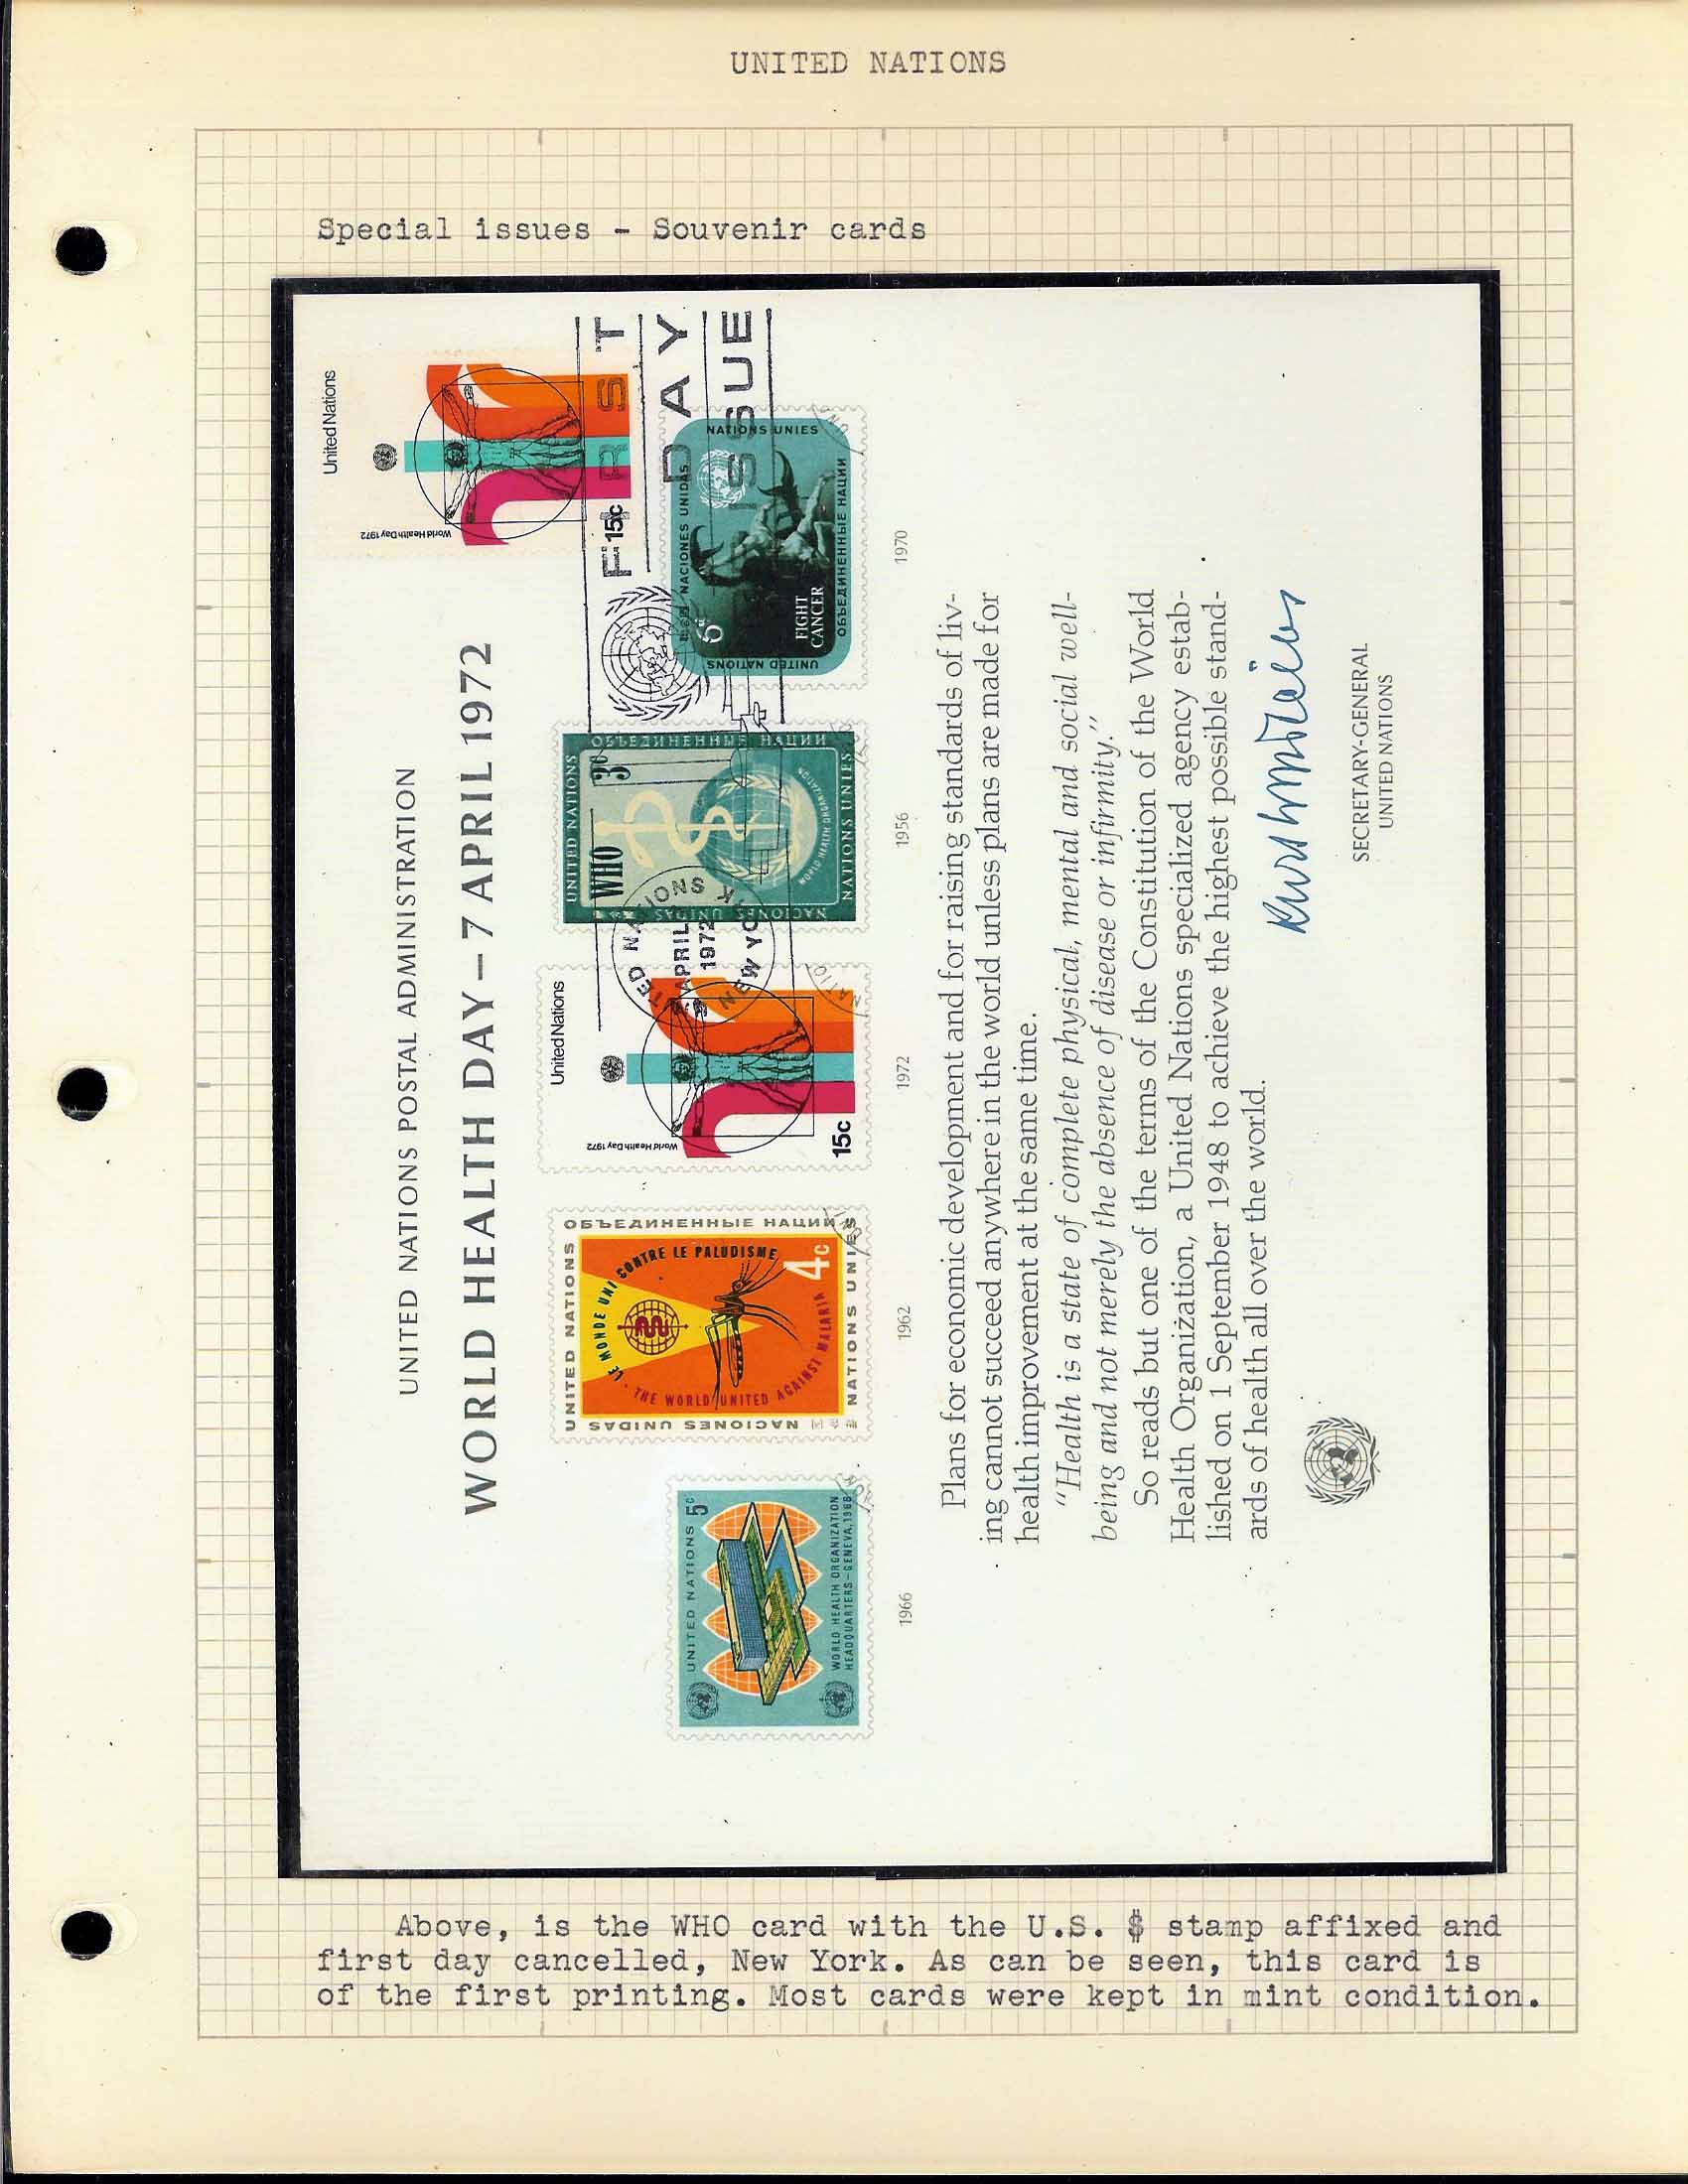 UNITED NATIONS
Special issues - Souvenir cards
UNITED NATIONS POSTAL ADMINISTRATION
WORLD HEALTH DAY – 7 APRIL 1972
United Nations
World Health Day 1972
15c
FIRST
DAY
ISSUE
UNITED NATIONS
5c
WORLD HEALTH ORGANIZATION
HEADQUARTERS – GENEVA, 1966
1966
ОБЪЕДИНЕННЫЕ НАЦИИ
UNITED NATIONS
LE MONDE UNI CONTRE LE PALUDISME
4c
THE WORLD UNITED AGAINST MALARIA
NACIONES UNIDAS
NATIONS UNIES
1962
United Nations
World Health Day 1972
15c
1972
APRIL
1972
NEW YORK
UNITED NATIONS
ОБЪЕДИНЕННЫЕ НАЦИИ
WHO
3c
WORLD HEALTH ORGANIZATION
NACIONES UNIDAS
NATIONS UNIES
1956
NACIONES UNIDAS
NATIONS UNIES
6c
FIGHT
CANCER
UNITED NATIONS
ОБЪЕДИНЕННЫЕ НАЦИИ
1970
Plans for economic development and for raising standards of liv-
ing cannot succeed anywhere in the world unless plans are made for
health improvement at the same time.
“Health is a state of complete physical, mental and social well-
being and not merely the absence of disease or infirmity.”
So reads but one of the terms of the Constitution of the World
Health Organization, a United Nations specialized agency estab-
lished on 1 September 1948 to achieve the highest possible stand-
ards of health all over the world.
SECRETARY-GENERAL
UNITED NATIONS
Above, is the WHO card with the U.S. $ stamp affixed and
first day cancelled, New York. As can be seen, this card is
of the first printing. Most cards were kept in mint condition.